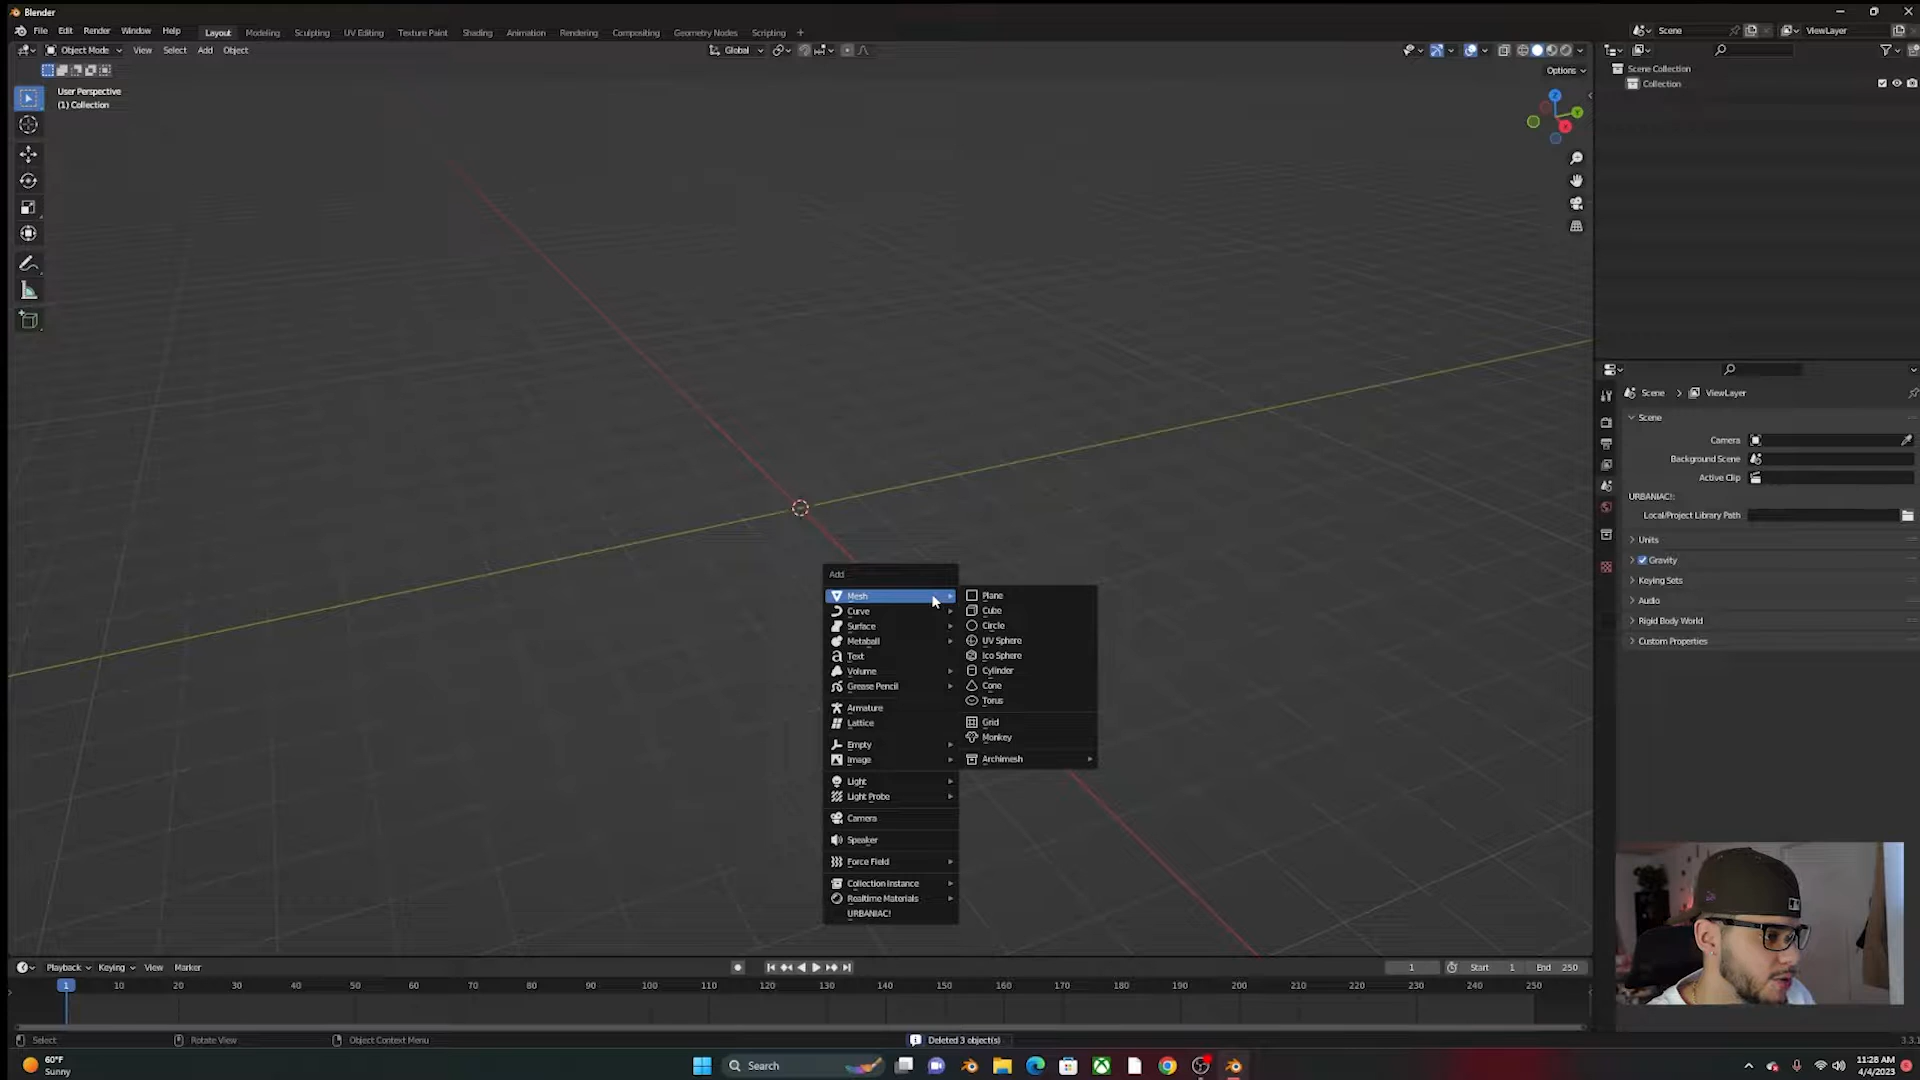 Blender
File Edit Render Window Help Layout Modeling Sculpting UV Editing Texture Paint Shading Animation Rendering Compositing Geometry Nodes Scripting + Scene ViewLayer
Object Mode View Select Add Object Global
Options
User Perspective
(1) Collection
Scene Collection
Collection
Z
Y
X
Scene ViewLayer
Scene
Camera
Background Scene
Active Clip
URBANIAC!:
Local/Project Library Path
Units
Gravity
Keying Sets
Audio
Rigid Body World
Custom Properties
Add
Mesh
Curve
Surface
Metaball
Text
Volume
Grease Pencil
Armature
Lattice
Empty
Image
Light
Light Probe
Camera
Speaker
Force Field
Collection Instance
Realtime Materials
URBANIAC!
Plane
Cube
Circle
UV Sphere
Ico Sphere
Cylinder
Cone
Torus
Grid
Monkey
Archimesh
Playback Keying View Marker 1 Start 1 End 250
1 10 20 30 40 50 60 70 80 90 100 110 120 130 140 150 160 170 180 190 200 210 220 230 240 250
Select Rotate View Object Context Menu Deleted 3 object(s) 3.3.1
60°F
Sunny
Search
11:28 AM
4/4/2023